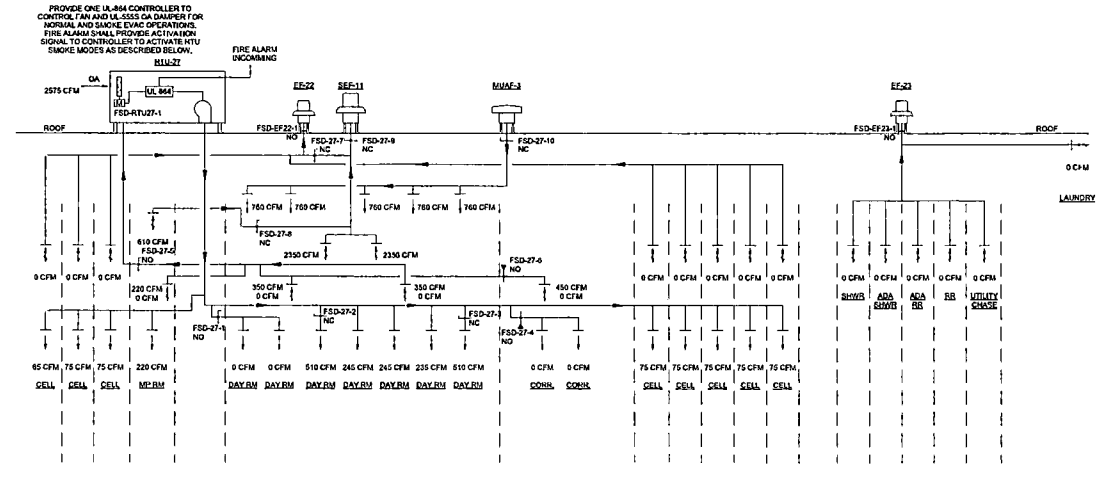 PROVIDE ONE UL-864 CONTROLLER TO
CONTROL FAN AND UL-555S OA DAMPER FOR
NORMAL AND SMOKE EVAC OPERATIONS.
FIRE ALARM SHALL PROVIDE ACTIVATION
SIGNAL TO CONTROLLER TO ACTIVATE RTU
SMOKE MODES AS DESCRIBED BELOW.
RTU-27
FIRE ALARM
INCOMMING
OA
2575 CFM
UL 864
M
FSD-RTU27-1
EF-22
SEF-11
MUAF-3
EF-23
ROOF
FSD-EF22-1
NO
FSD-27-7
NC
FSD-27-9
NC
FSD-27-10
NC
FSD-EF23-1
NO
ROOF
0 CFM
LAUNDRY
760 CFM
760 CFM
760 CFM
760 CFM
760 CFM
610 CFM
FSD-27-8
NC
FSD-27-5
NO
2350 CFM
2350 CFM
FSD-27-6
NO
0 CFM
0 CFM
0 CFM
220 CFM
0 CFM
350 CFM
0 CFM
350 CFM
0 CFM
450 CFM
0 CFM
0 CFM
0 CFM
0 CFM
0 CFM
0 CFM
0 CFM
0 CFM
0 CFM
0 CFM
0 CFM
SHWR
ADA
SHWR
ADA
RR
RR
UTILITY
CHASE
FSD-27-1
NO
FSD-27-2
NC
FSD-27-3
NC
FSD-27-4
NO
65 CFM
75 CFM
75 CFM
220 CFM
0 CFM
0 CFM
510 CFM
245 CFM
245 CFM
235 CFM
510 CFM
0 CFM
0 CFM
75 CFM
75 CFM
75 CFM
75 CFM
75 CFM
CELL
CELL
CELL
MP RM
DAY RM
DAY RM
DAY RM
DAY RM
DAY RM
DAY RM
DAY RM
CORR.
CORR.
CELL
CELL
CELL
CELL
CELL